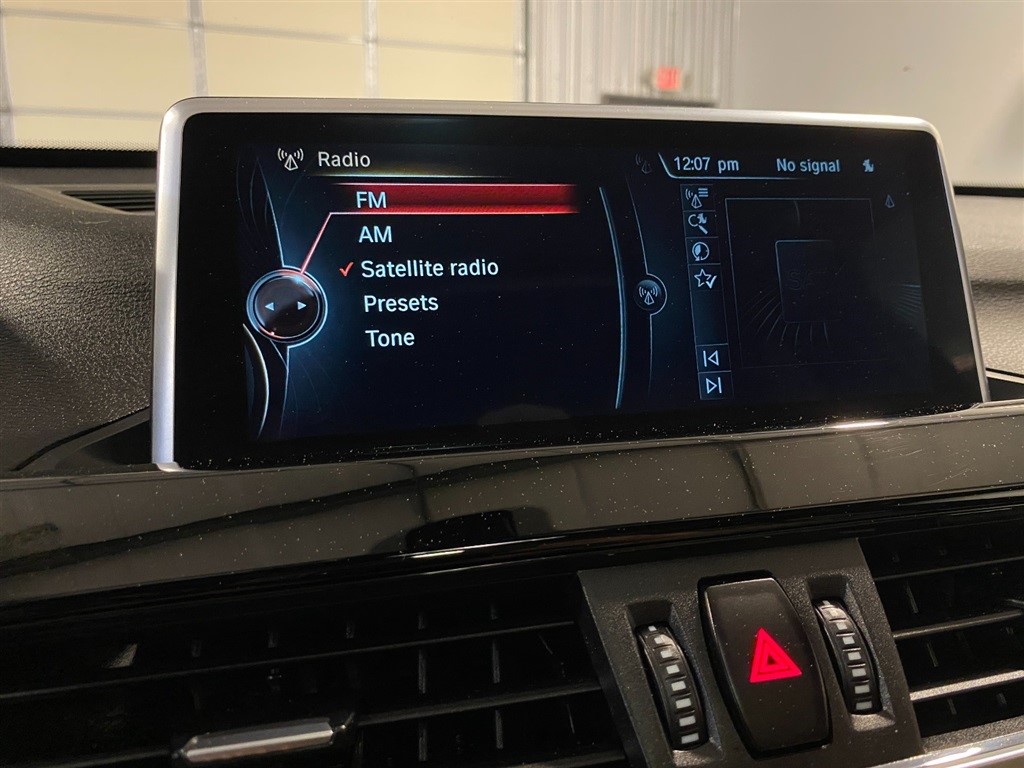 Radio
12:07 pm No signal
FM
AM
Satellite radio
Presets
Tone